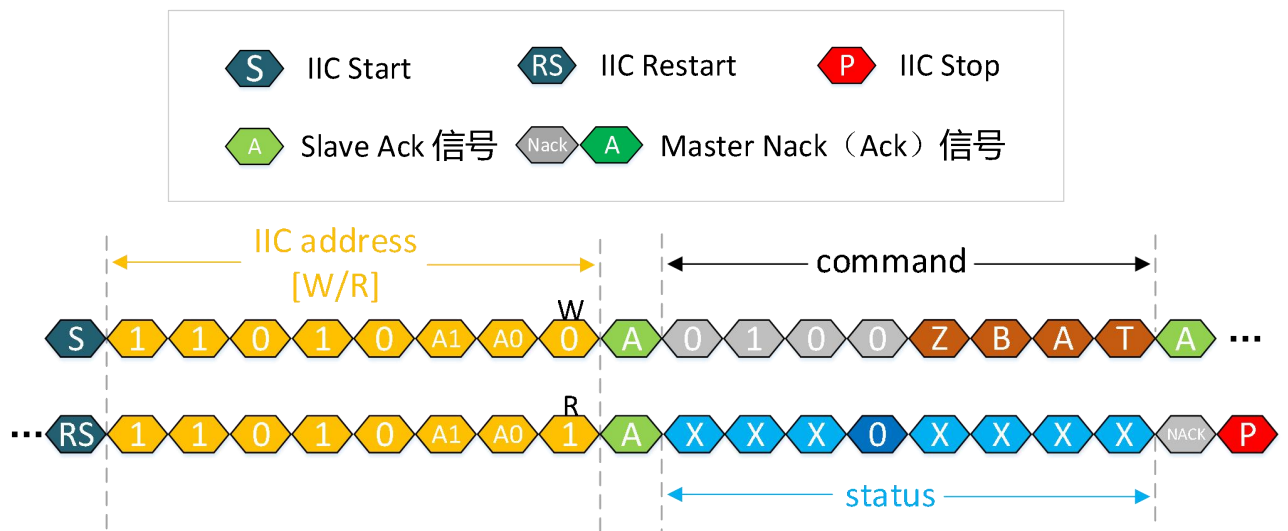 S IIC Start RS IIC Restart P IIC Stop
A Slave Ack 信号 Nack A Master Nack（Ack）信号
IIC address
[W/R]
command
W
S 1 1 0 1 0 A1 A0 0 A 0 1 0 0 Z B A T A ...
R
... RS 1 1 0 1 0 A1 A0 1 A X X X 0 X X X X NACK P
status